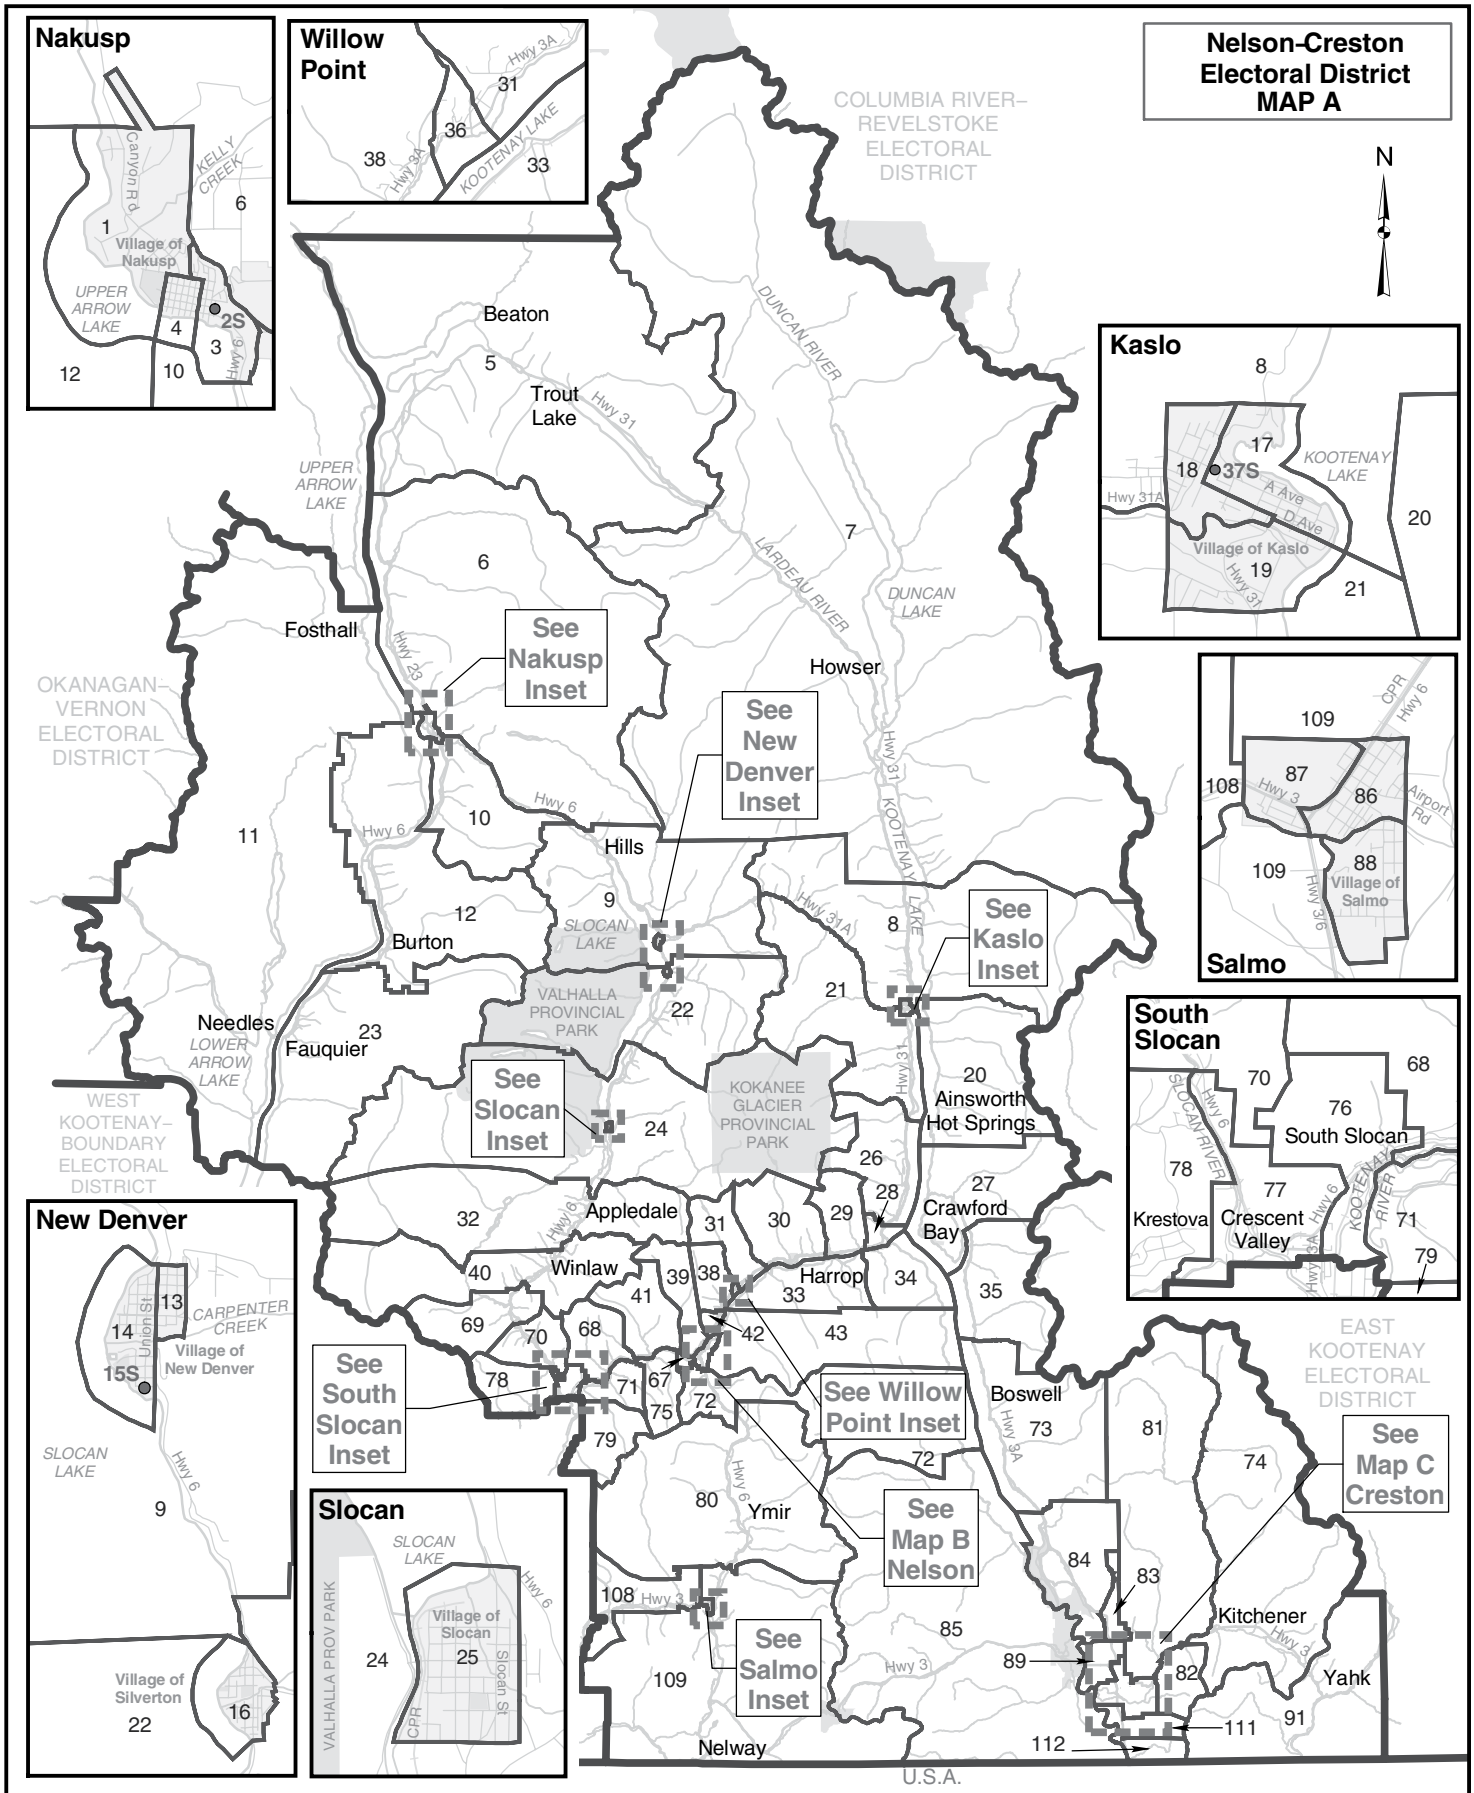 Nelson-Creston
Electoral District
MAP A
N
Nakusp
Canyon Rd
KELLY
CREEK
6
1
Village of
Nakusp
UPPER
ARROW
LAKE
2S
4
3
Hwy 6
12
10
Willow
Point
Hwy 3A
31
36
38
Hwy 3A
KOOTENAY LAKE
33
COLUMBIA RIVER–
REVELSTOKE
ELECTORAL
DISTRICT
Kaslo
8
17
18
37S
KOOTENAY
LAKE
A Ave
Hwy 31A
D Ave
20
Village of Kaslo
19
Hwy 31
21
Salmo
CPR
Hwy 6
109
87
108
Hwy 3
86
Airport
Rd
109
88
Village of
Salmo
Hwy 3/6
South
Slocan
68
70
SLOCAN RIVER
Hwy 6
76
South Slocan
78
77
KOOTENAY
RIVER
Hwy 6
Krestova
Crescent
Valley
71
Hwy 3A
79
New Denver
13
Union St
CARPENTER
CREEK
14
Village of
New Denver
15S
SLOCAN
LAKE
Hwy 6
9
Village of
Silverton
16
22
Slocan
SLOCAN
LAKE
Hwy 6
VALHALLA PROV PARK
Village of
Slocan
24
25
Slocan St
CPR
Beaton
5
Trout
Lake
Hwy 31
DUNCAN RIVER
UPPER
ARROW
LAKE
7
6
LARDEAU RIVER
DUNCAN
LAKE
Fosthall
See
Nakusp
Inset
Hwy 23
Howser
OKANAGAN–
VERNON
ELECTORAL
DISTRICT
See
New
Denver
Inset
Hwy 31
KOOTENAY LAKE
11
10
Hwy 6
Hwy 6
Hills
9
Hwy 31A
8
See
Kaslo
Inset
12
SLOCAN
LAKE
Burton
21
VALHALLA
PROVINCIAL
PARK
22
Needles
23
LOWER
ARROW
LAKE
Fauquier
Hwy 31
See
Slocan
Inset
KOKANEE
GLACIER
PROVINCIAL
PARK
20
Ainsworth
Hot Springs
WEST
KOOTENAY–
BOUNDARY
ELECTORAL
DISTRICT
24
26
27
28
Crawford
Bay
32
Hwy 6
Appledale
31
30
29
Winlaw
40
39
38
Harrop
34
35
41
33
69
70
68
42
43
EAST
KOOTENAY
ELECTORAL
DISTRICT
See
South
Slocan
Inset
78
71
67
75
72
See Willow
Point Inset
Boswell
73
Hwy 3A
81
See
Map C
Creston
79
72
74
80
Hwy 6
Ymir
See
Map B
Nelson
84
83
108
Hwy 3
Kitchener
Hwy 3
85
Hwy 3
89
82
Yahk
See
Salmo
Inset
109
91
111
112
Nelway
U.S.A.